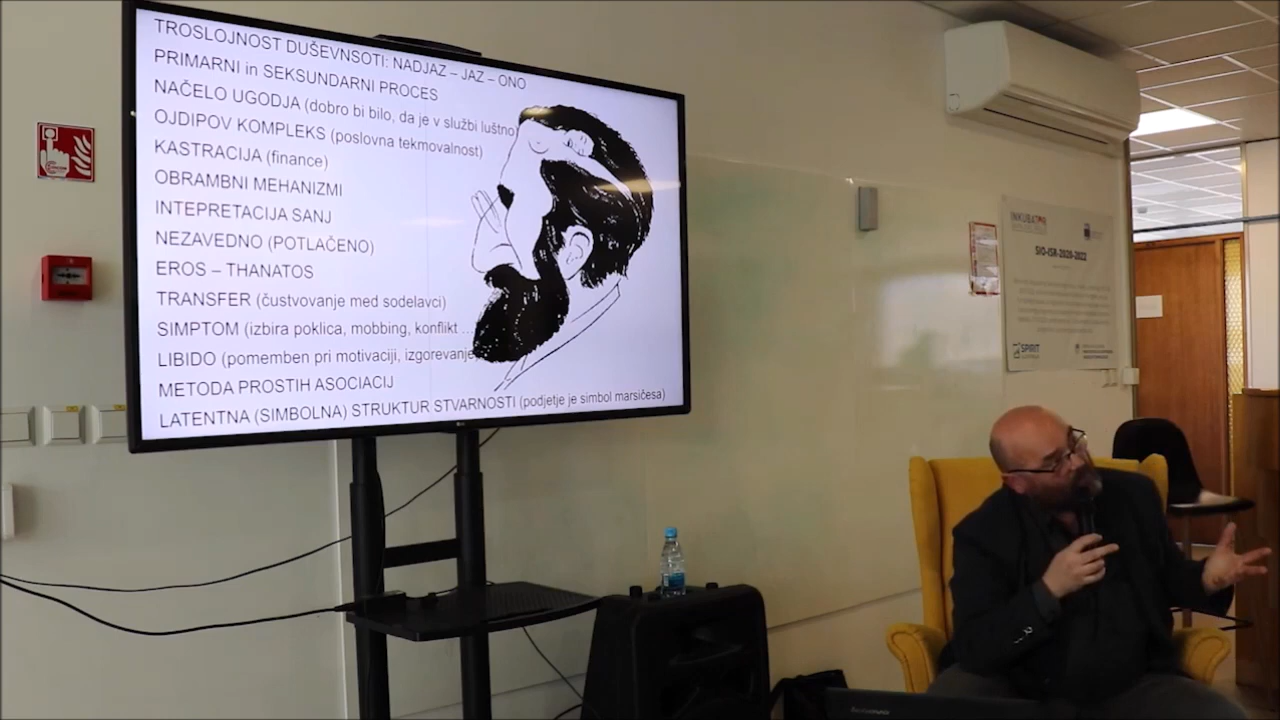 TROSLOJNOST DUŠEVNSOTI: NADJAZ – JAZ – ONO
PRIMARNI in SEKSUNDARNI PROCES
NAČELO UGODJA (dobro bi bilo, da je v službi luštno)
OJDIPOV KOMPLEKS (poslovna tekmovalnost)
KASTRACIJA (finance)
OBRAMBNI MEHANIZMI
INTEPRETACIJA SANJ
NEZAVEDNO (POTLAČENO)
EROS – THANATOS
TRANSFER (čustvovanje med sodelavci)
SIMPTOM (izbira poklica, mobbing, konflikt ...
LIBIDO (pomemben pri motivaciji, izgorevanje
METODA PROSTIH ASOCIACIJ
LATENTNA (SIMBOLNA) STRUKTUR STVARNOSTI (podjetje je simbol marsičesa)
INKUBATOR
SIO-ISR-2020-2022
SPIRIT